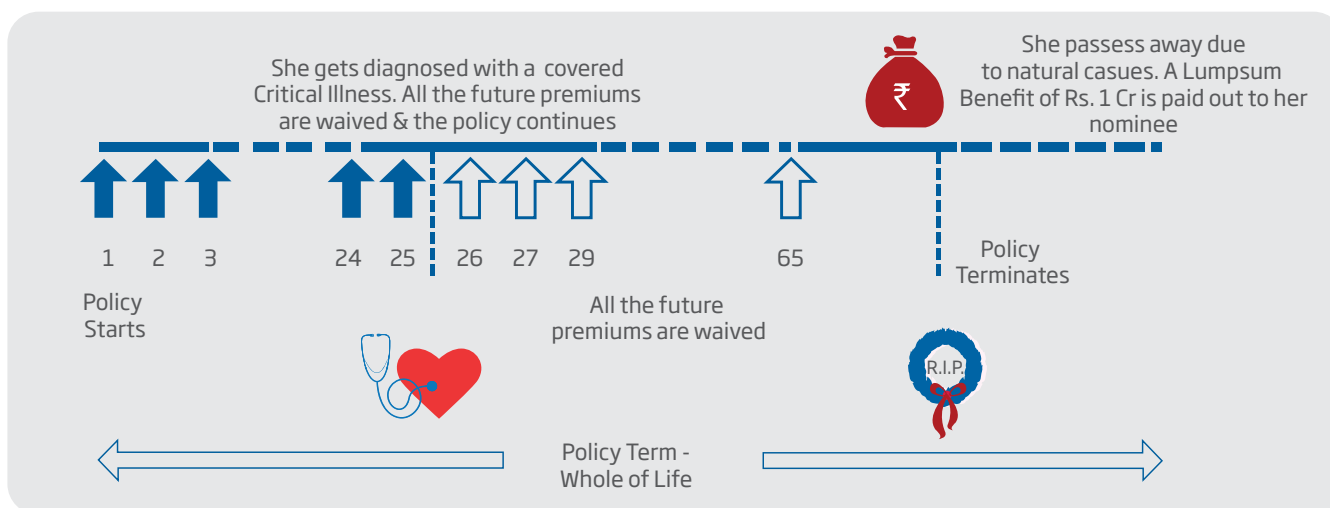 She gets diagnosed with a covered
Critical Illness. All the future premiums
are waived & the policy continues
₹
She passess away due
to natural casues. A Lumpsum
Benefit of Rs. 1 Cr is paid out to her
nominee
1 2 3 24 25 26 27 29 65
Policy
Starts
All the future
premiums are waived
Policy
Terminates
R.I.P.
Policy Term -
Whole of Life